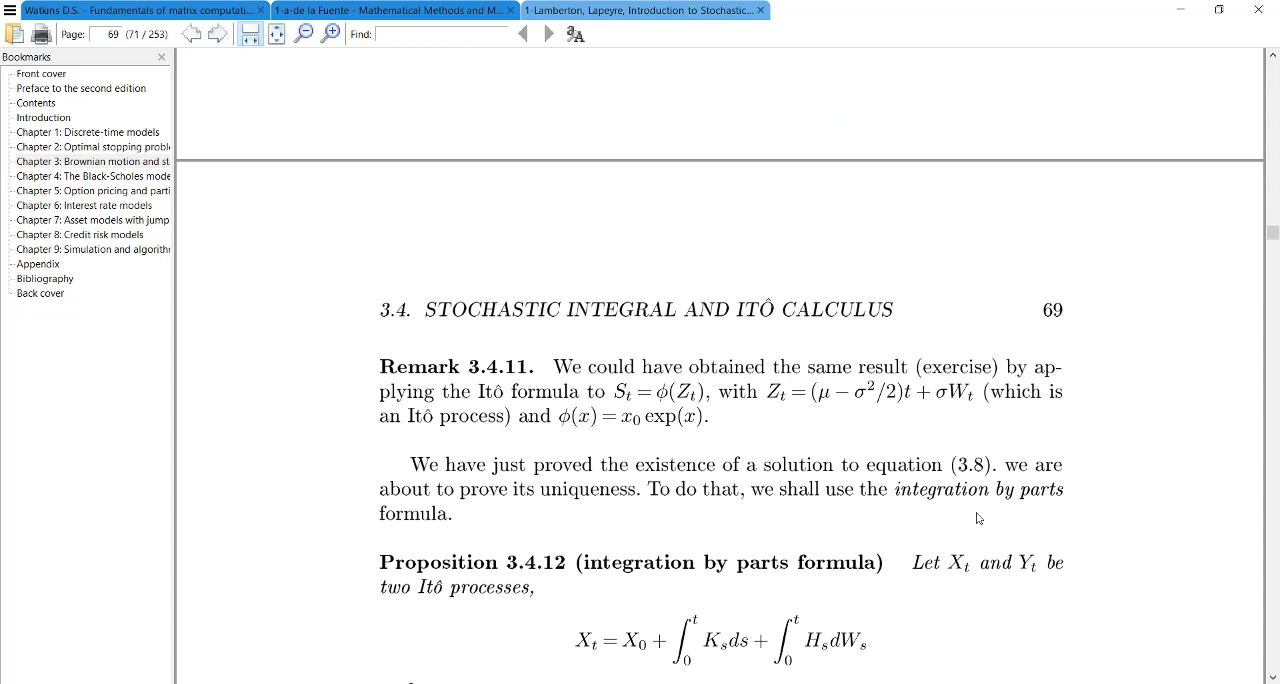 Watkins D.S. - Fundamentals of matrix computati...
1-a-de la Fuente - Mathematical Methods and M...
1-Lamberton, Lapeyre, Introduction to Stochastic...
Page: 69 (71 / 253) Find:
Bookmarks
Front cover
Preface to the second edition
Contents
Introduction
Chapter 1: Discrete-time models
Chapter 2: Optimal stopping probl
Chapter 3: Brownian motion and st
Chapter 4: The Black-Scholes mode
Chapter 5: Option pricing and parti
Chapter 6: Interest rate models
Chapter 7: Asset models with jump
Chapter 8: Credit risk models
Chapter 9: Simulation and algorith
Appendix
Bibliography
Back cover
3.4. STOCHASTIC INTEGRAL AND ITÔ CALCULUS 69
Remark 3.4.11. We could have obtained the same result (exercise) by ap-
plying the Itô formula to S_t = ϕ(Z_t), with Z_t = (μ − σ²/2)t + σW_t (which is
an Itô process) and ϕ(x) = x₀ exp(x).
We have just proved the existence of a solution to equation (3.8). we are
about to prove its uniqueness. To do that, we shall use the integration by parts
formula.
Proposition 3.4.12 (integration by parts formula) Let X_t and Y_t be
two Itô processes,
X_t = X_0 + ∫_0^t K_s ds + ∫_0^t H_s dW_s